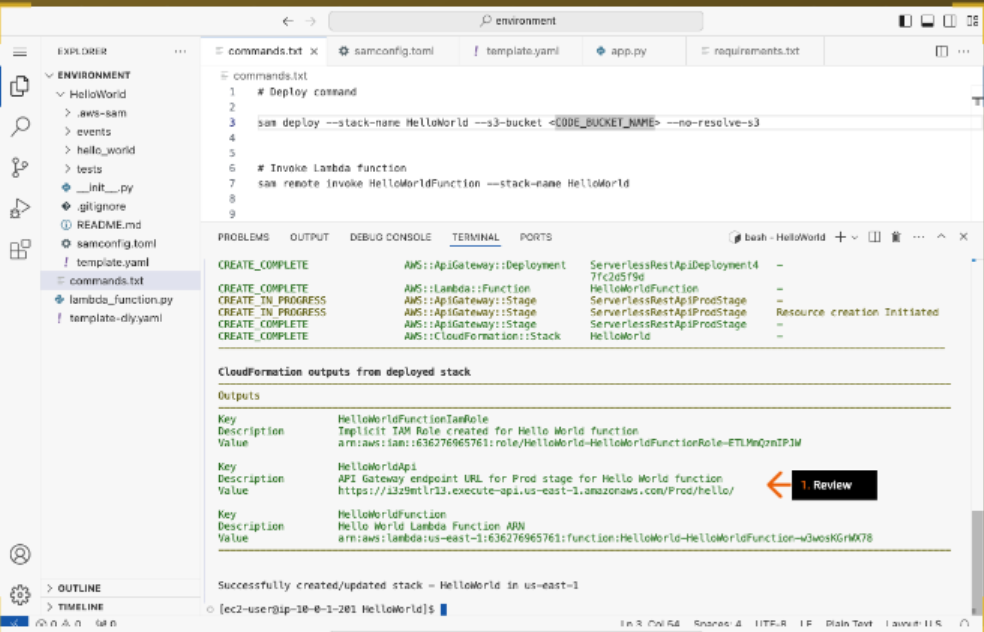 environment
EXPLORER ...
ENVIRONMENT
HelloWorld
.aws-sam
events
hello_world
tests
__init__.py
.gitignore
README.md
samconfig.toml
template.yaml
commands.txt
lambda_function.py
template-diy.yaml
OUTLINE
TIMELINE
commands.txt samconfig.toml template.yaml app.py requirements.txt
commands.txt
1 # Deploy command
2
3 sam deploy --stack-name HelloWorld --s3-bucket <CODE_BUCKET_NAME> --no-resolve-s3
4
5
6 # Invoke Lambda function
7 sam remote invoke HelloWorldFunction --stack-name HelloWorld
8
9
PROBLEMS OUTPUT DEBUG CONSOLE TERMINAL PORTS bash - HelloWorld
CREATE_COMPLETE AWS::ApiGateway::Deployment ServerlessRestApiDeployment4 -
7fc2d5f9d
CREATE_COMPLETE AWS::Lambda::Function HelloWorldFunction -
CREATE_IN_PROGRESS AWS::ApiGateway::Stage ServerlessRestApiProdStage -
CREATE_IN_PROGRESS AWS::ApiGateway::Stage ServerlessRestApiProdStage Resource creation Initiated
CREATE_COMPLETE AWS::ApiGateway::Stage ServerlessRestApiProdStage -
CREATE_COMPLETE AWS::CloudFormation::Stack HelloWorld -
CloudFormation outputs from deployed stack
Outputs
Key HelloWorldFunctionIamRole
Description Implicit IAM Role created for Hello World function
Value arn:aws:iam::636276965761:role/HelloWorld-HelloWorldFunctionRole-ETLMmQzmIPJW
Key HelloWorldApi
Description API Gateway endpoint URL for Prod stage for Hello World function
Value https://i3z9mtlr13.execute-api.us-east-1.amazonaws.com/Prod/hello/
1. Review
Key HelloWorldFunction
Description Hello World Lambda Function ARN
Value arn:aws:lambda:us-east-1:636276965761:function:HelloWorld-HelloWorldFunction-w3wosKGrWX78
Successfully created/updated stack - HelloWorld in us-east-1
[ec2-user@ip-10-0-1-201 HelloWorld]$
0 0 0 Ln 3, Col 64 Spaces: 4 UTF-8 LF Plain Text Layout: U.S.